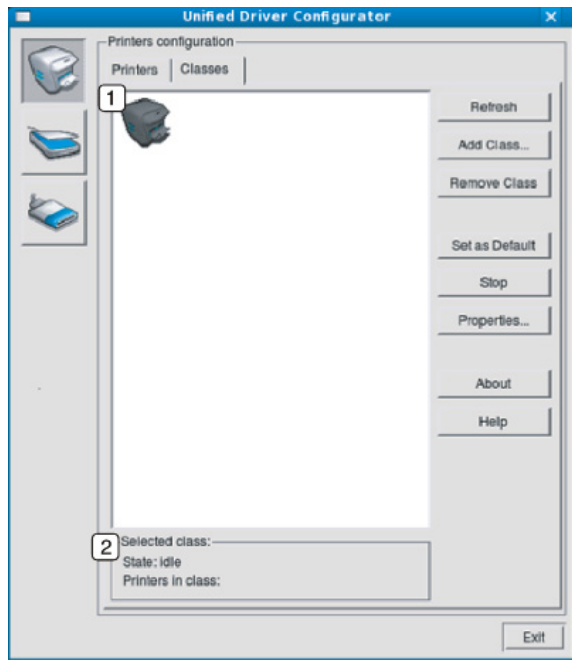 Unified Driver Configurator
Printers configuration
Printers Classes
1
Refresh
Add Class...
Remove Class
Set as Default
Stop
Properties...
About
Help
2 Selected class:
State: idle
Printers in class:
Exit